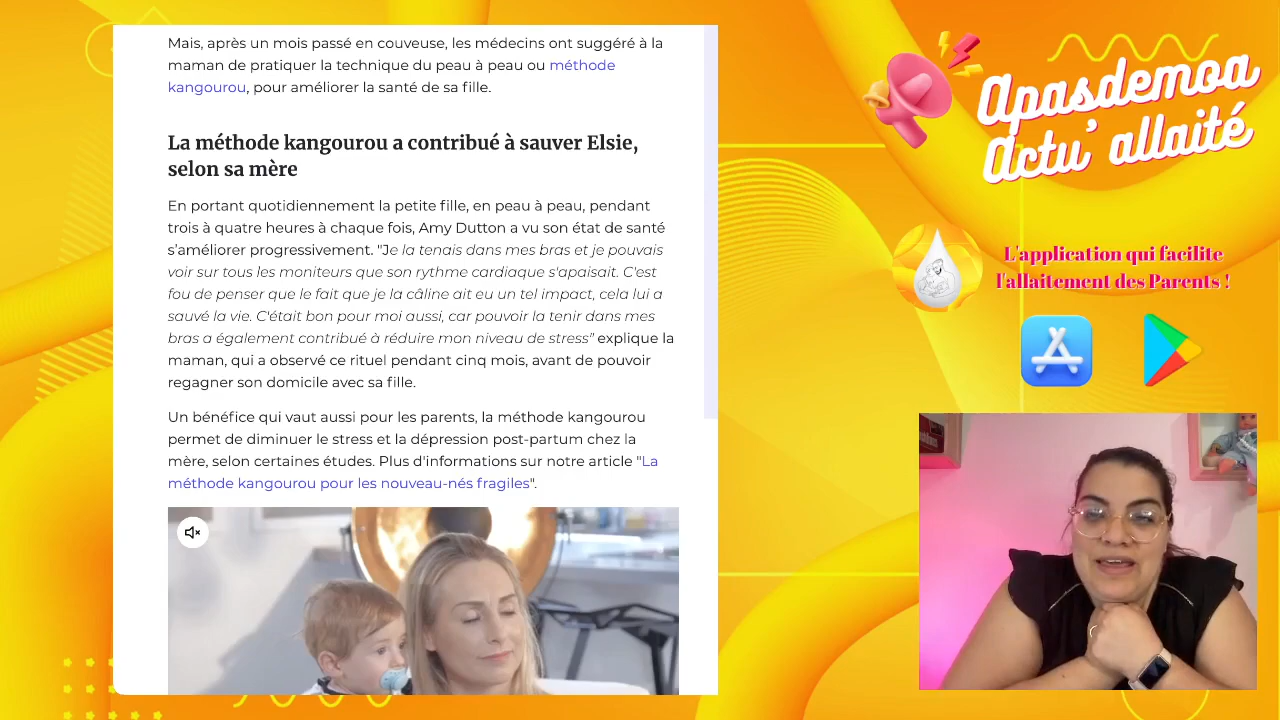 Mais, après un mois passé en couveuse, les médecins ont suggéré à la
maman de pratiquer la technique du peau à peau ou méthode
kangourou, pour améliorer la santé de sa fille.
La méthode kangourou a contribué à sauver Elsie,
selon sa mère
En portant quotidiennement la petite fille, en peau à peau, pendant
trois à quatre heures à chaque fois, Amy Dutton a vu son état de santé
s'améliorer progressivement. "Je la tenais dans mes bras et je pouvais
voir sur tous les moniteurs que son rythme cardiaque s'apaisait. C'est
fou de penser que le fait que je la câline ait eu un tel impact, cela lui a
sauvé la vie. C'était bon pour moi aussi, car pouvoir la tenir dans mes
bras a également contribué à réduire mon niveau de stress" explique la
maman, qui a observé ce rituel pendant cinq mois, avant de pouvoir
regagner son domicile avec sa fille.
Un bénéfice qui vaut aussi pour les parents, la méthode kangourou
permet de diminuer le stress et la dépression post-partum chez la
mère, selon certaines études. Plus d'informations sur notre article "La
méthode kangourou pour les nouveau-nés fragiles".
Apasdemoa
Actu' allaité
L'application qui facilite
l'allaitement des Parents !